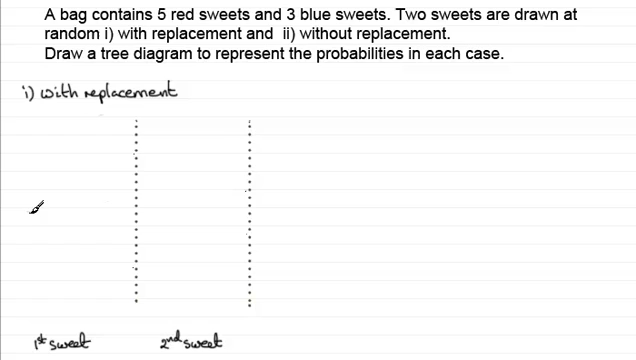 A bag contains 5 red sweets and 3 blue sweets. Two sweets are drawn at
random i) with replacement and ii) without replacement.
Draw a tree diagram to represent the probabilities in each case.
i) with replacement
1st sweet 2nd sweet